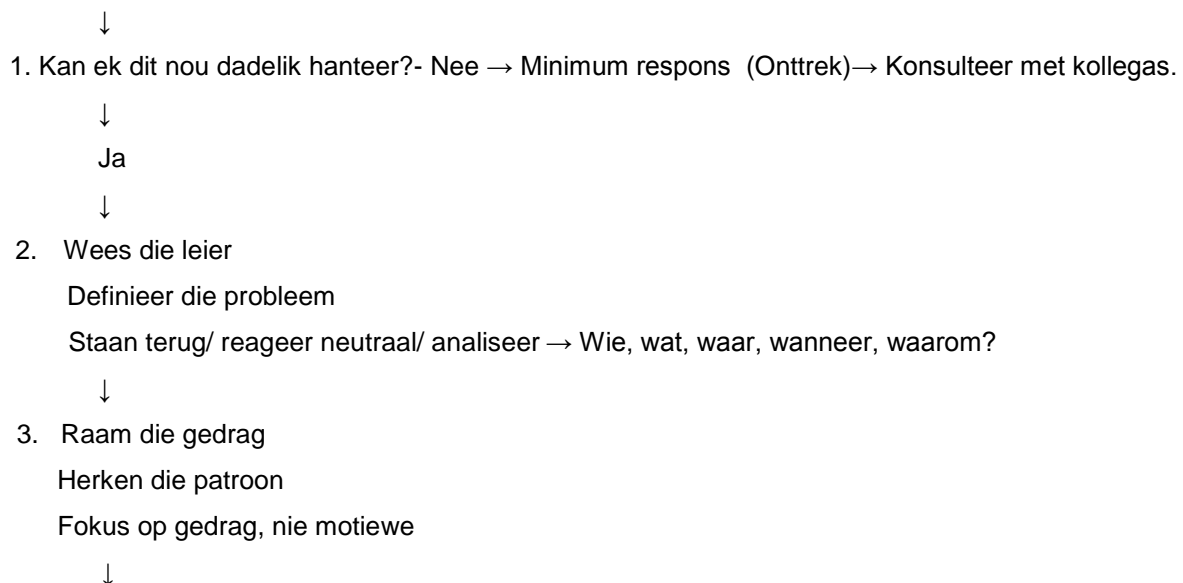 ↓
1. Kan ek dit nou dadelik hanteer?- Nee → Minimum respons (Onttrek)→ Konsulteer met kollegas.
↓
Ja
↓
2. Wees die leier
Definieer die probleem
Staan terug/ reageer neutraal/ analiseer → Wie, wat, waar, wanneer, waarom?
↓
3. Raam die gedrag
Herken die patroon
Fokus op gedrag, nie motiewe
↓